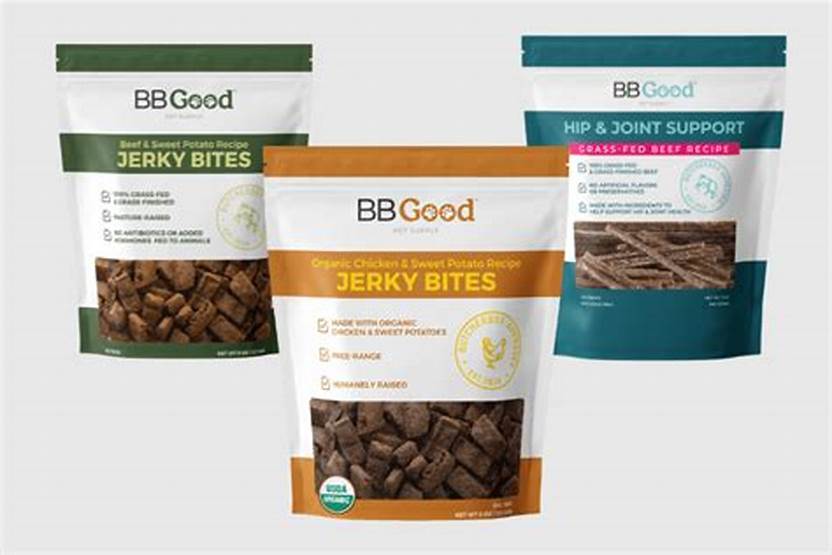 BBGood
PET SUPPLY
Beef & Sweet Potato Recipe
JERKY BITES
100% GRASS-FED
& GRASS FINISHED
PASTURE-RAISED
NO ANTIBIOTICS OR ADDED
HORMONES FED TO ANIMALS
BBGood
PET SUPPLY
Organic Chicken & Sweet Potato Recipe
JERKY BITES
MADE WITH ORGANIC
CHICKEN & SWEET POTATOES
FREE-RANGE
HUMANELY RAISED
USDA
ORGANIC
BBGood
HIP & JOINT SUPPORT
GRASS-FED BEEF RECIPE
100% GRASS-FED
& GRASS FINISHED BEEF
NO ARTIFICIAL FLAVORS
OR PRESERVATIVES
MADE WITH INGREDIENTS TO
HELP SUPPORT HIP & JOINT HEALTH